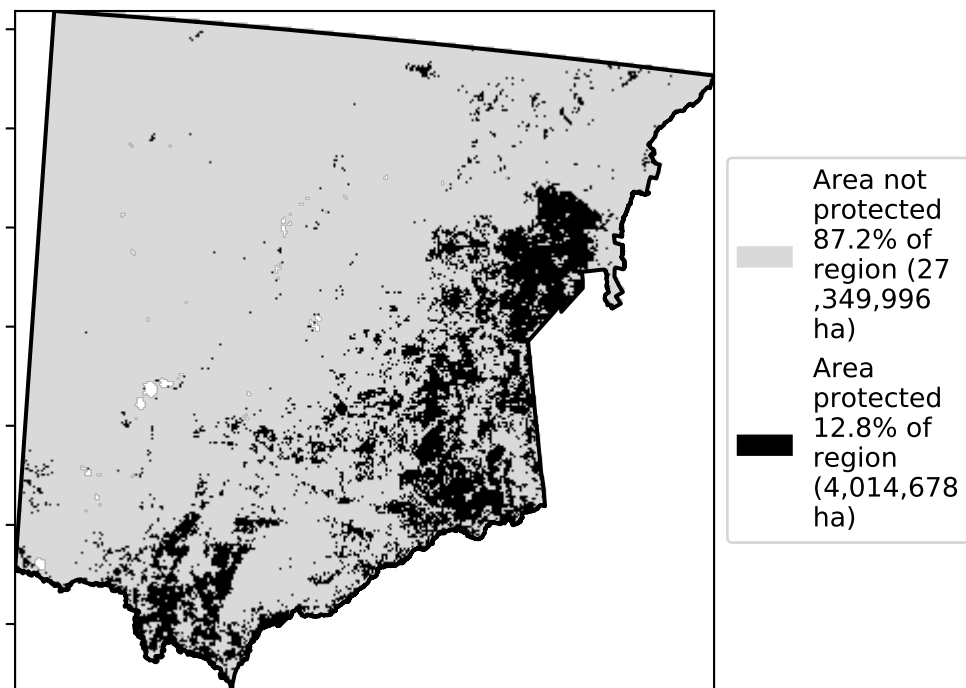 Area not
protected
87.2% of
region (27
,349,996
ha)
Area
protected
12.8% of
region
(4,014,678
ha)